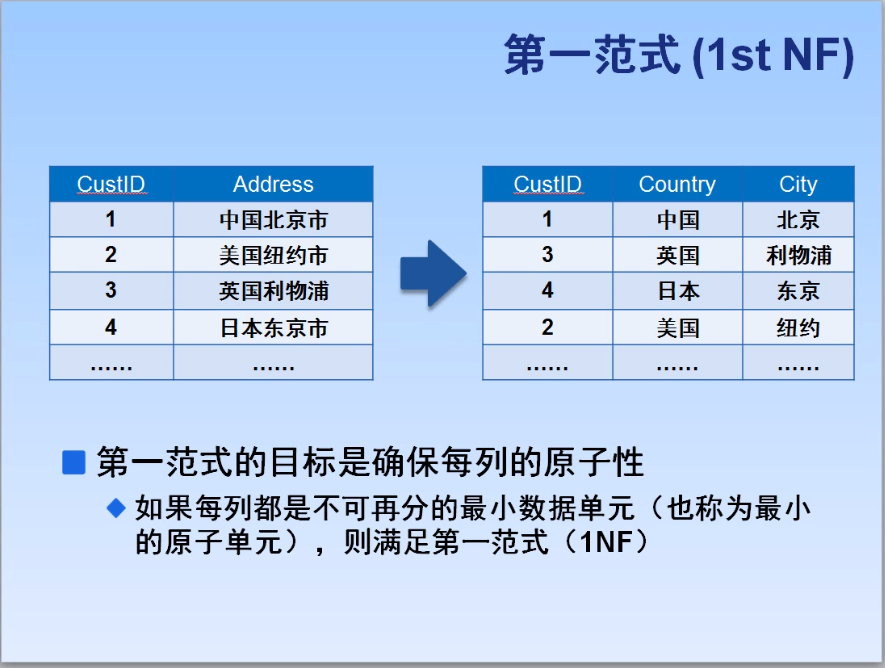 第一范式 (1st NF)
CustID Address
1 中国北京市
2 美国纽约市
3 英国利物浦
4 日本东京市
…… ……
CustID Country City
1 中国 北京
3 英国 利物浦
4 日本 东京
2 美国 纽约
…… …… ……
第一范式的目标是确保每列的原子性
如果每列都是不可再分的最小数据单元（也称为最小
的原子单元），则满足第一范式（1NF）